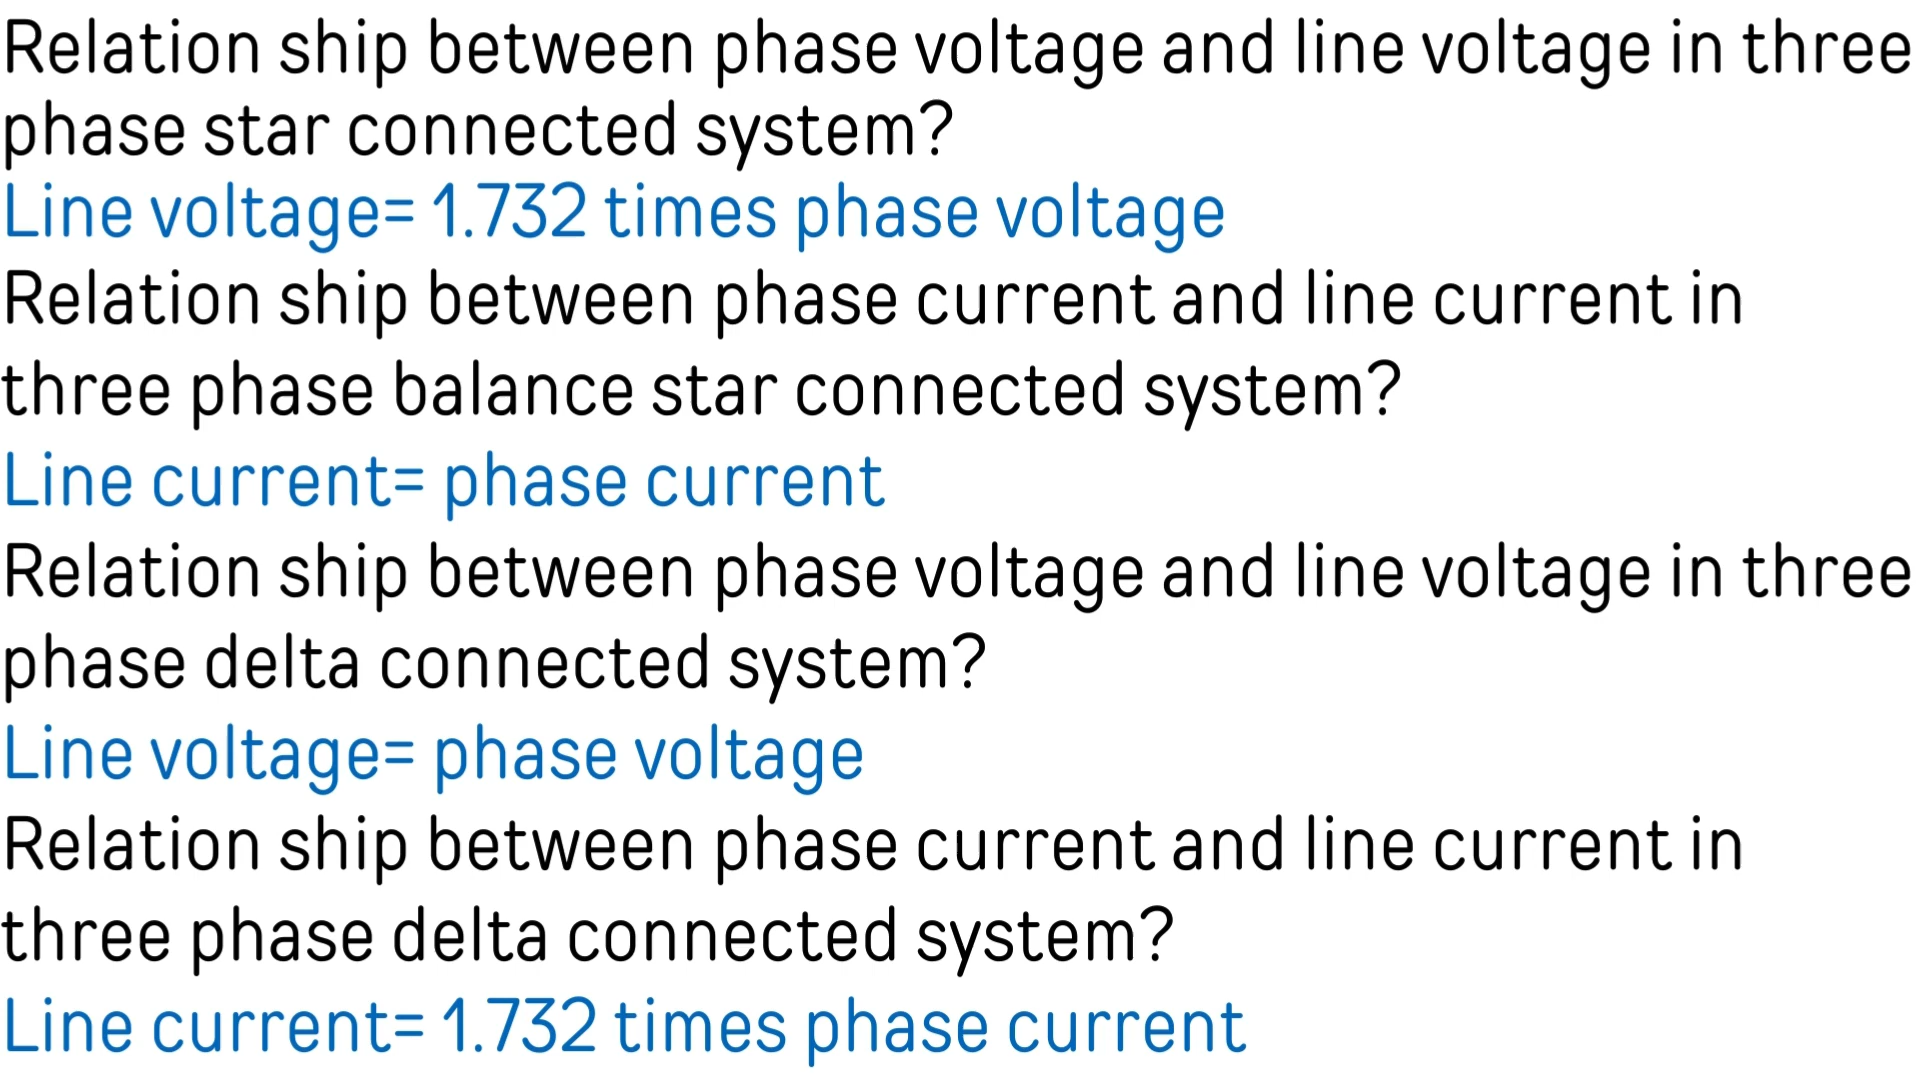 Relation ship between phase voltage and line voltage in three
phase star connected system?
Line voltage= 1.732 times phase voltage
Relation ship between phase current and line current in
three phase balance star connected system?
Line current= phase current
Relation ship between phase voltage and line voltage in three
phase delta connected system?
Line voltage= phase voltage
Relation ship between phase current and line current in
three phase delta connected system?
Line current= 1.732 times phase current